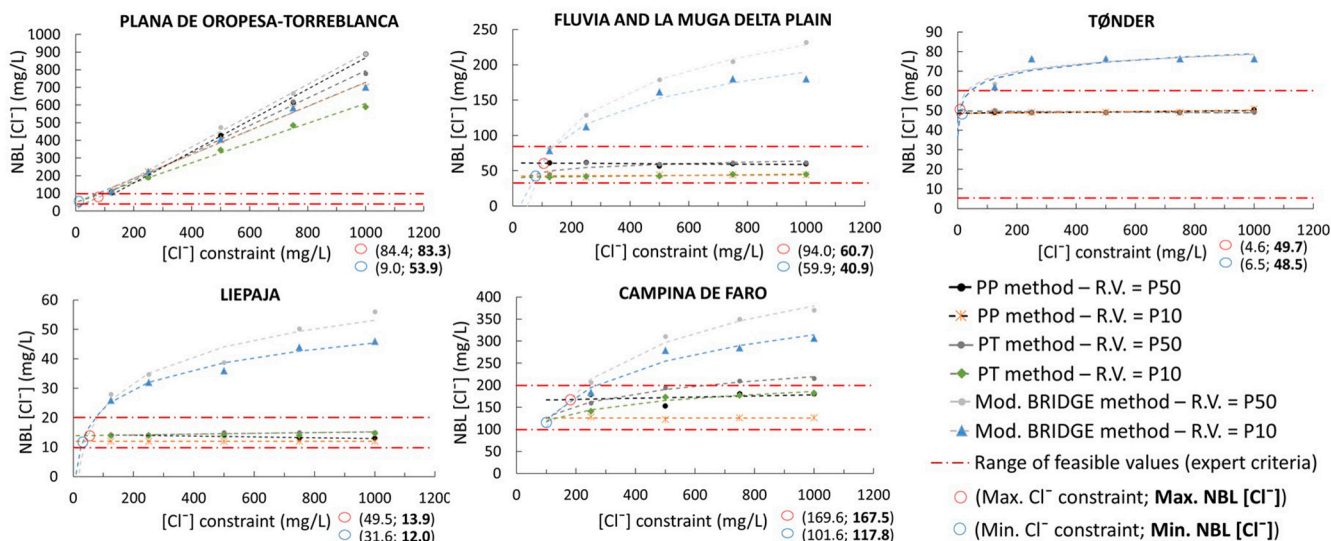 PLANA DE OROPESA-TORREBLANCA
NBL [Cl⁻] (mg/L)
1000
900
800
700
600
500
400
300
200
100
0
0 200 400 600 800 1000 1200
[Cl⁻] constraint (mg/L)
(84.4; 83.3)
(9.0; 53.9)
FLUVIA AND LA MUGA DELTA PLAIN
NBL [Cl⁻] (mg/L)
250
200
150
100
50
0
0 200 400 600 800 1000 1200
[Cl⁻] constraint (mg/L)
(94.0; 60.7)
(59.9; 40.9)
TØNDER
NBL [Cl⁻] (mg/L)
90
80
70
60
50
40
30
20
10
0
0 200 400 600 800 1000 1200
[Cl⁻] constraint (mg/L)
(4.6; 49.7)
(6.5; 48.5)
LIEPAJA
NBL [Cl⁻] (mg/L)
60
50
40
30
20
10
0
0 200 400 600 800 1000 1200
[Cl⁻] constraint (mg/L)
(49.5; 13.9)
(31.6; 12.0)
CAMPINA DE FARO
NBL [Cl⁻] (mg/L)
400
350
300
250
200
150
100
50
0
0 200 400 600 800 1000 1200
[Cl⁻] constraint (mg/L)
(169.6; 167.5)
(101.6; 117.8)
PP method – R.V. = P50
PP method – R.V. = P10
PT method – R.V. = P50
PT method – R.V. = P10
Mod. BRIDGE method – R.V. = P50
Mod. BRIDGE method – R.V. = P10
Range of feasible values (expert criteria)
(Max. Cl⁻ constraint; Max. NBL [Cl⁻])
(Min. Cl⁻ constraint; Min. NBL [Cl⁻])